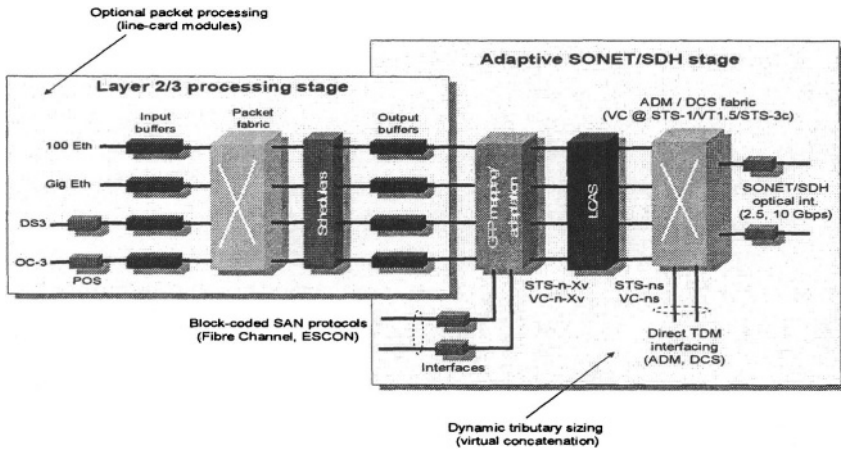 Optional packet processing
(line-card modules)
Adaptive SONET/SDH stage
Layer 2/3 processing stage
ADM / DCS fabric
(VC @ STS-1/VT1.5/STS-3c)
Input
buffers
Packet
fabric
Output
buffers
100 Eth
Gig Eth
DS3
OC-3
POS
Schedulers
GFP mapping/
adaptation
LCAS
SONET/SDH
optical int.
(2.5, 10 Gbps)
STS-n-Xv
VC-n-Xv
STS-ns
VC-ns
Block-coded SAN protocols
(Fibre Channel, ESCON)
Interfaces
Direct TDM
interfacing
(ADM, DCS)
Dynamic tributary sizing
(virtual concatenation)